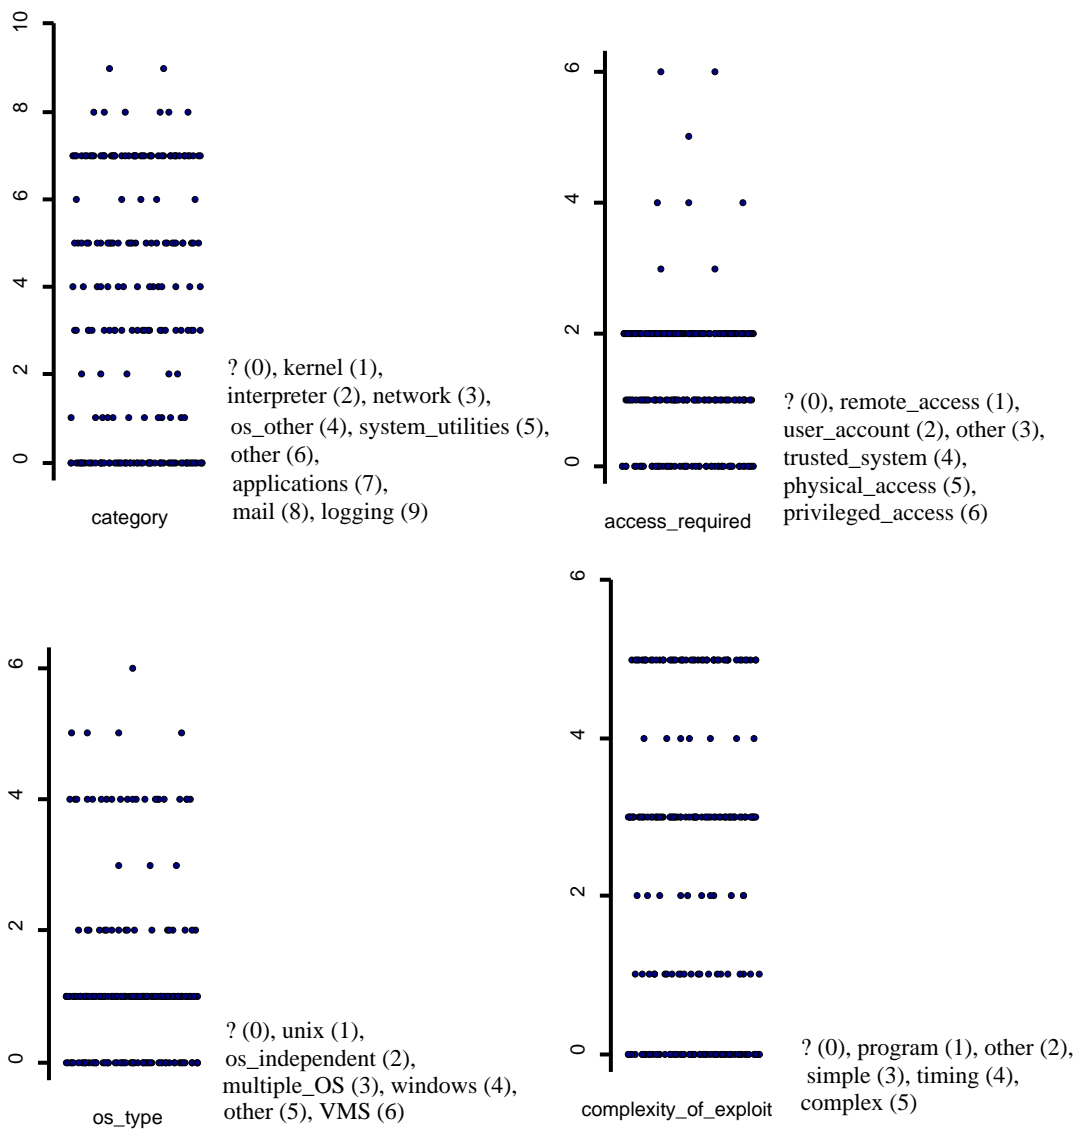 10
8
6
4
2
0
category
? (0), kernel (1),
interpreter (2), network (3),
os_other (4), system_utilities (5),
other (6),
applications (7),
mail (8), logging (9)
6
4
2
0
access_required
? (0), remote_access (1),
user_account (2), other (3),
trusted_system (4),
physical_access (5),
privileged_access (6)
6
4
2
0
os_type
? (0), unix (1),
os_independent (2),
multiple_OS (3), windows (4),
other (5), VMS (6)
6
4
2
0
complexity_of_exploit
? (0), program (1), other (2),
simple (3), timing (4),
complex (5)